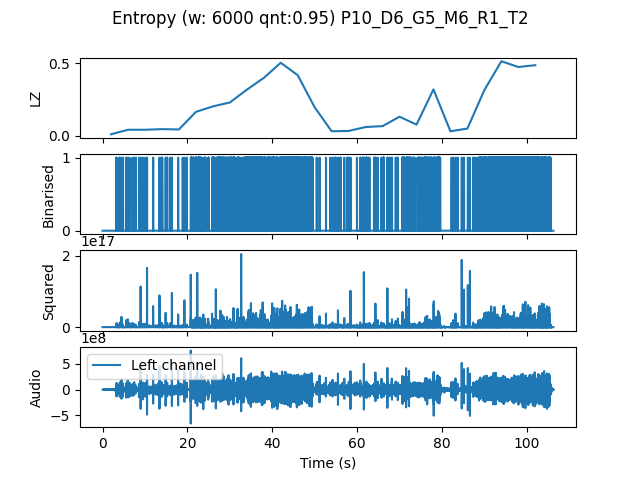 Entropy (w: 6000 qnt:0.95) P10_D6_G5_M6_R1_T2
0.5
0.0
LZ
1
0
Binarised
1e17
2
0
Squared
1e8
5
0
−5
Audio
Left channel
0 20 40 60 80 100
Time (s)